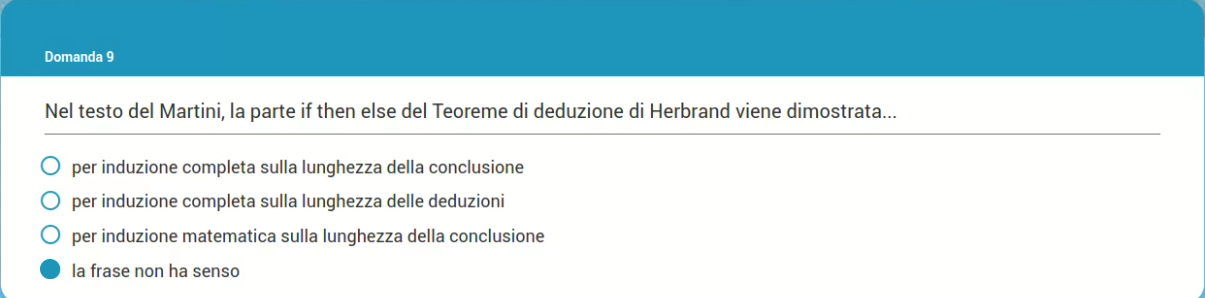 Domanda 9
Nel testo del Martini, la parte if then else del Teoreme di deduzione di Herbrand viene dimostrata...
per induzione completa sulla lunghezza della conclusione
per induzione completa sulla lunghezza delle deduzioni
per induzione matematica sulla lunghezza della conclusione
la frase non ha senso